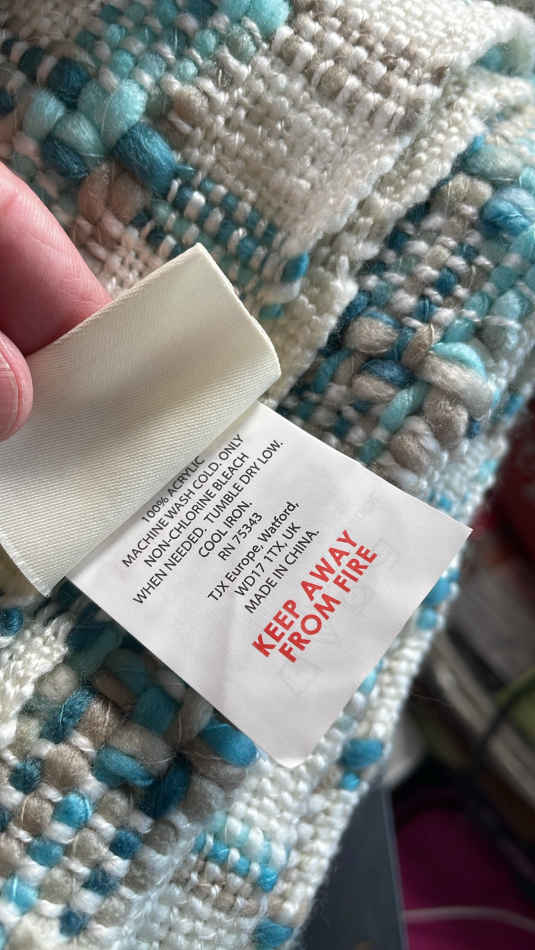 100% ACRYLIC
MACHINE WASH COLD. ONLY
NON-CHLORINE BLEACH
WHEN NEEDED. TUMBLE DRY LOW.
COOL IRON.
RN 75343
TJX Europe, Watford,
WD17 1TX, UK
MADE IN CHINA.
KEEP AWAY
FROM FIRE